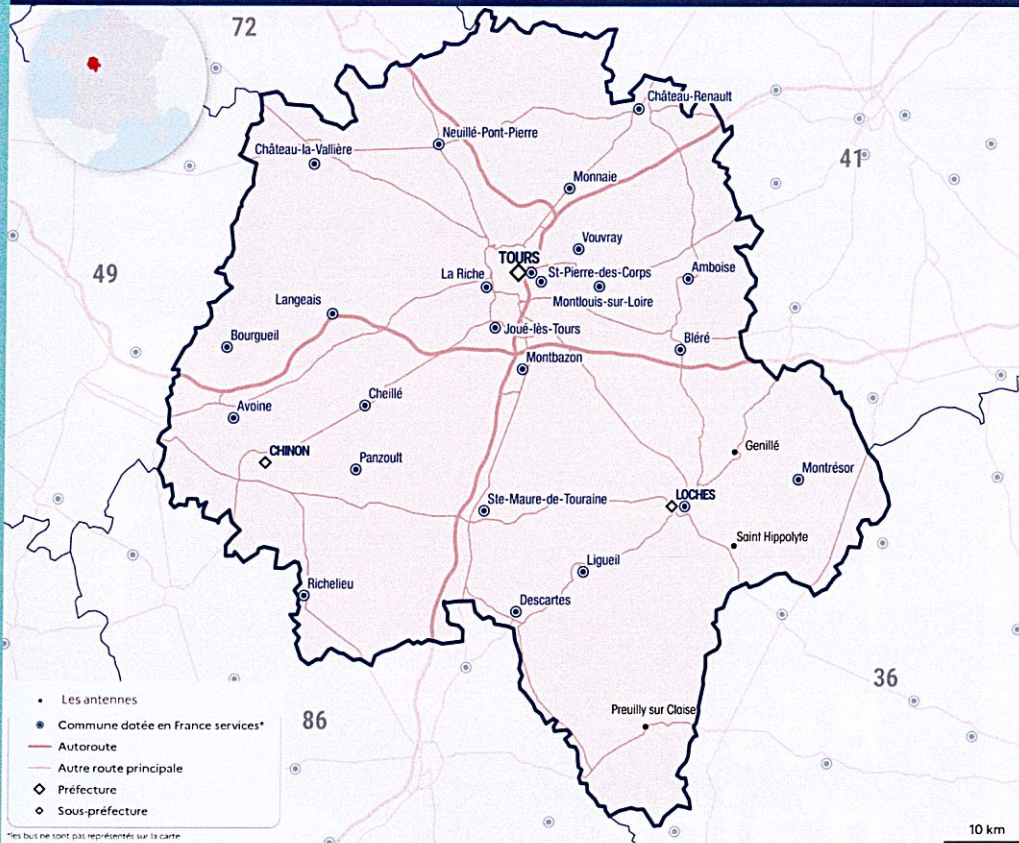 72
Château-Renault
Neuillé-Pont-Pierre
Château-la-Vallière
41
Monnaie
Vouvray
TOURS
49
La Riche
St-Pierre-des-Corps
Amboise
Langeais
Montlouis-sur-Loire
Joué-lès-Tours
Bourgueil
Bléré
Montbazon
Cheillé
Avoine
Genillé
CHINON
Panzoult
Montrésor
Ste-Maure-de-Touraine
LOCHES
Saint Hippolyte
Ligueil
Richelieu
Descartes
36
Preuilly sur Claise
86
Les antennes
Commune dotée en France services*
Autoroute
Autre route principale
Préfecture
Sous-préfecture
*les bus ne sont pas représentés sur la carte
10 km